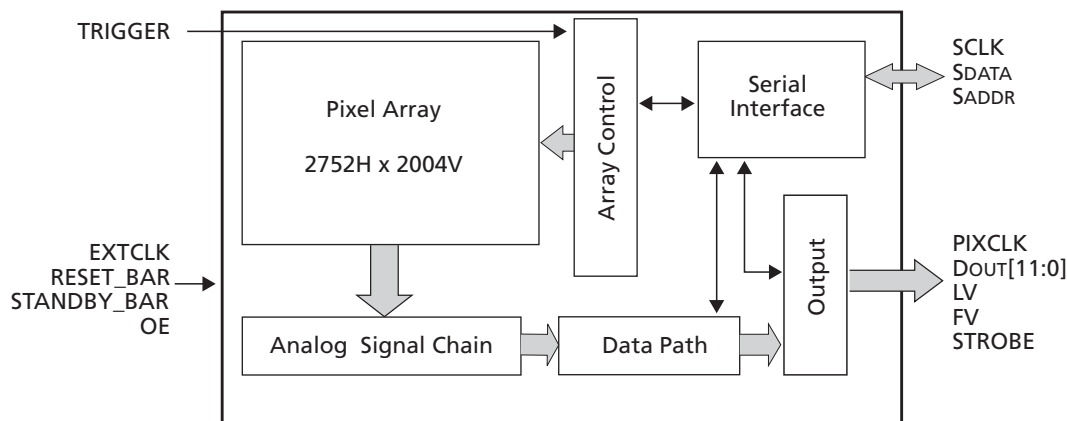 TRIGGER
Pixel Array
2752H x 2004V
Array Control
Serial
Interface
SCLK
SDATA
SADDR
EXTCLK
RESET_BAR
STANDBY_BAR
OE
Analog Signal Chain
Data Path
Output
PIXCLK
DOUT[11:0]
LV
FV
STROBE